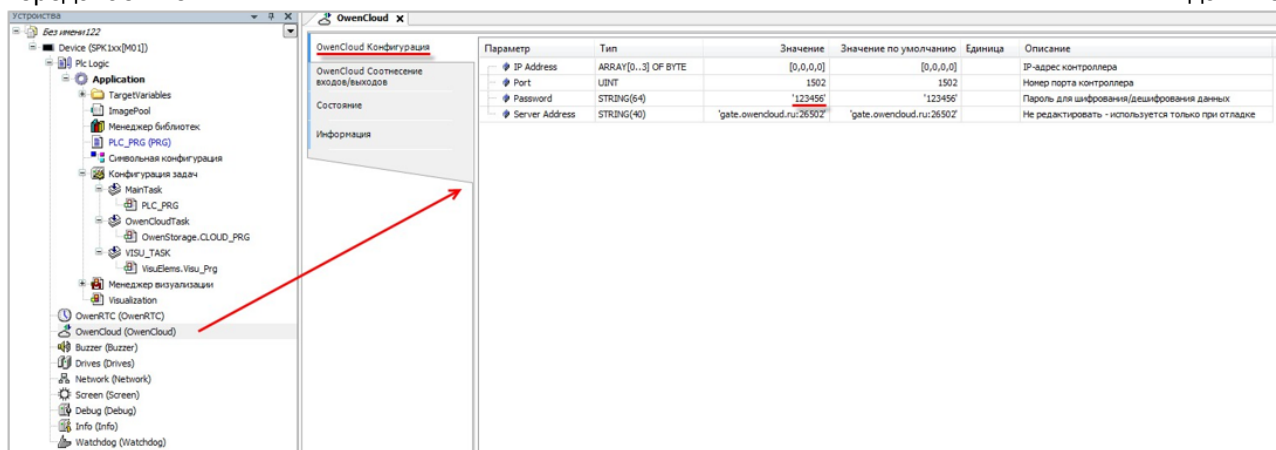 Устройства
Без имени122
Device (SPK1xx[M01])
Plc Logic
Application
TargetVariables
ImagePool
Менеджер библиотек
PLC_PRG (PRG)
Символьная конфигурация
Конфигурация задач
MainTask
PLC_PRG
OwenCloudTask
OwenStorage.CLOUD_PRG
VISU_TASK
VisuElems.Visu_Prg
Менеджер визуализации
Visualization
OwenRTC (OwenRTC)
OwenCloud (OwenCloud)
Buzzer (Buzzer)
Drives (Drives)
Network (Network)
Screen (Screen)
Debug (Debug)
Info (Info)
Watchdog (Watchdog)
OwenCloud X
OwenCloud Конфигурация
OwenCloud Соотнесение
входов/выходов
Состояние
Информация
Параметр Тип Значение Значение по умолчанию Единица Описание
IP Address ARRAY[0..3] OF BYTE [0,0,0,0] [0,0,0,0] IP-адрес контроллера
Port UINT 1502 1502 Номер порта контроллера
Password STRING(64) '123456' '123456' Пароль для шифрования/дешифрования данных
Server Address STRING(40) 'gate.owencloud.ru:26502' 'gate.owencloud.ru:26502' Не редактировать - используется только при отладке